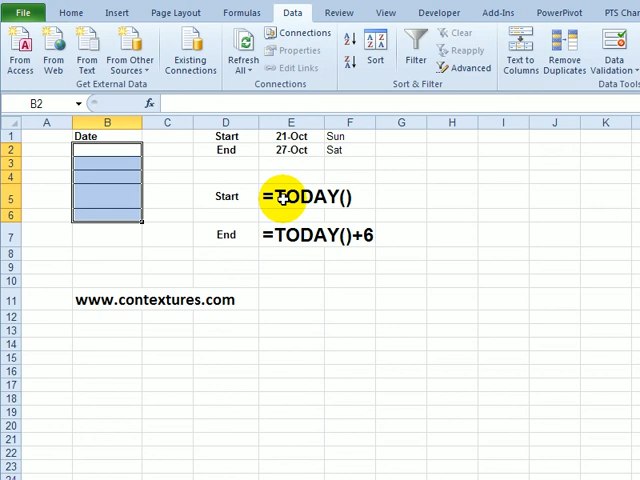 File Home Insert Page Layout Formulas Data Review View Developer Add-Ins PowerPivot PTS Char
From Access
From Web
From Text
From Other Sources
Existing Connections
Refresh All
Connections
Properties
Edit Links
Sort
Filter
Clear
Reapply
Advanced
Text to Columns
Remove Duplicates
Data Validation
Get External Data Connections Sort & Filter Data Tools
B2 fx
A B C D E F G H I J K
1 Date Start 21-Oct Sun
2 End 27-Oct Sat
3
4
5 Start =TODAY()
6
7 End =TODAY()+6
8
9
10
11 www.contextures.com
12
13
14
15
16
17
18
19
20
21
22
23
24